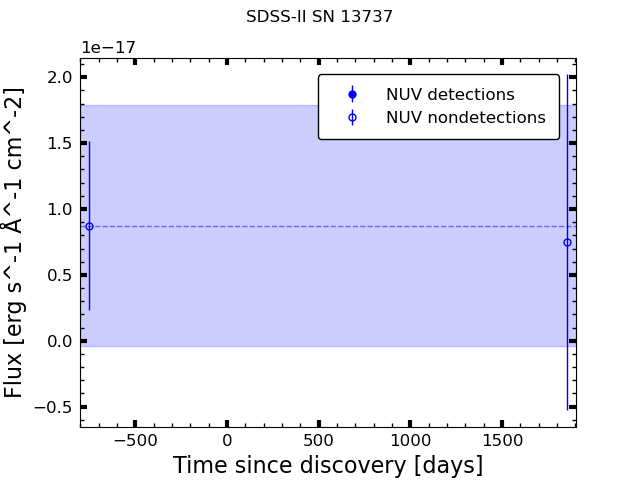 SDSS-II SN 13737
1e−17
NUV detections
NUV nondetections
2.0
1.5
1.0
0.5
0.0
−0.5
Flux [erg s^-1 Å^-1 cm^-2]
−500
0
500
1000
1500
Time since discovery [days]